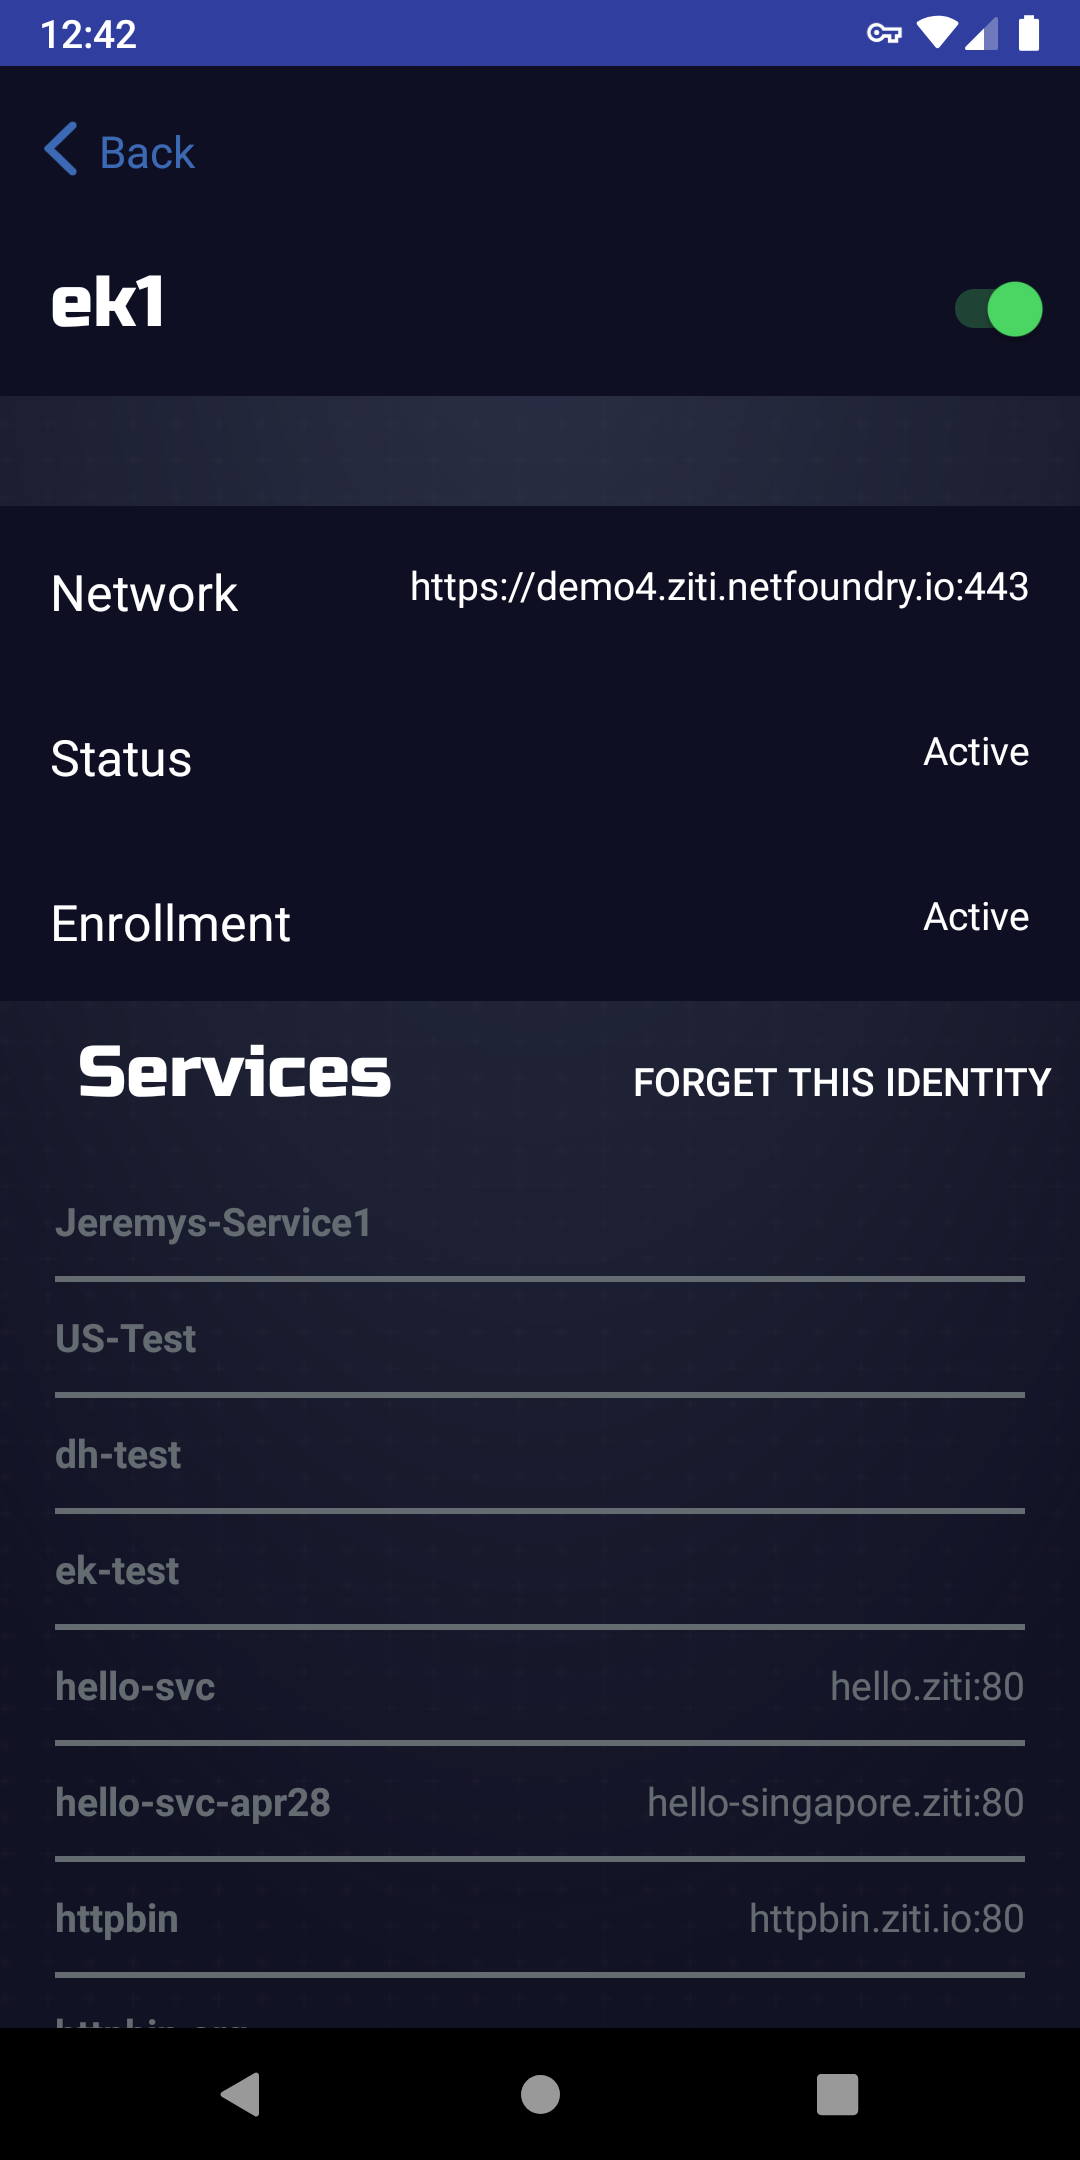 12:42
Back
ek1
Network https://demo4.ziti.netfoundry.io:443
Status Active
Enrollment Active
Services FORGET THIS IDENTITY
Jeremys-Service1
US-Test
dh-test
ek-test
hello-svc hello.ziti:80
hello-svc-apr28 hello-singapore.ziti:80
httpbin httpbin.ziti.io:80